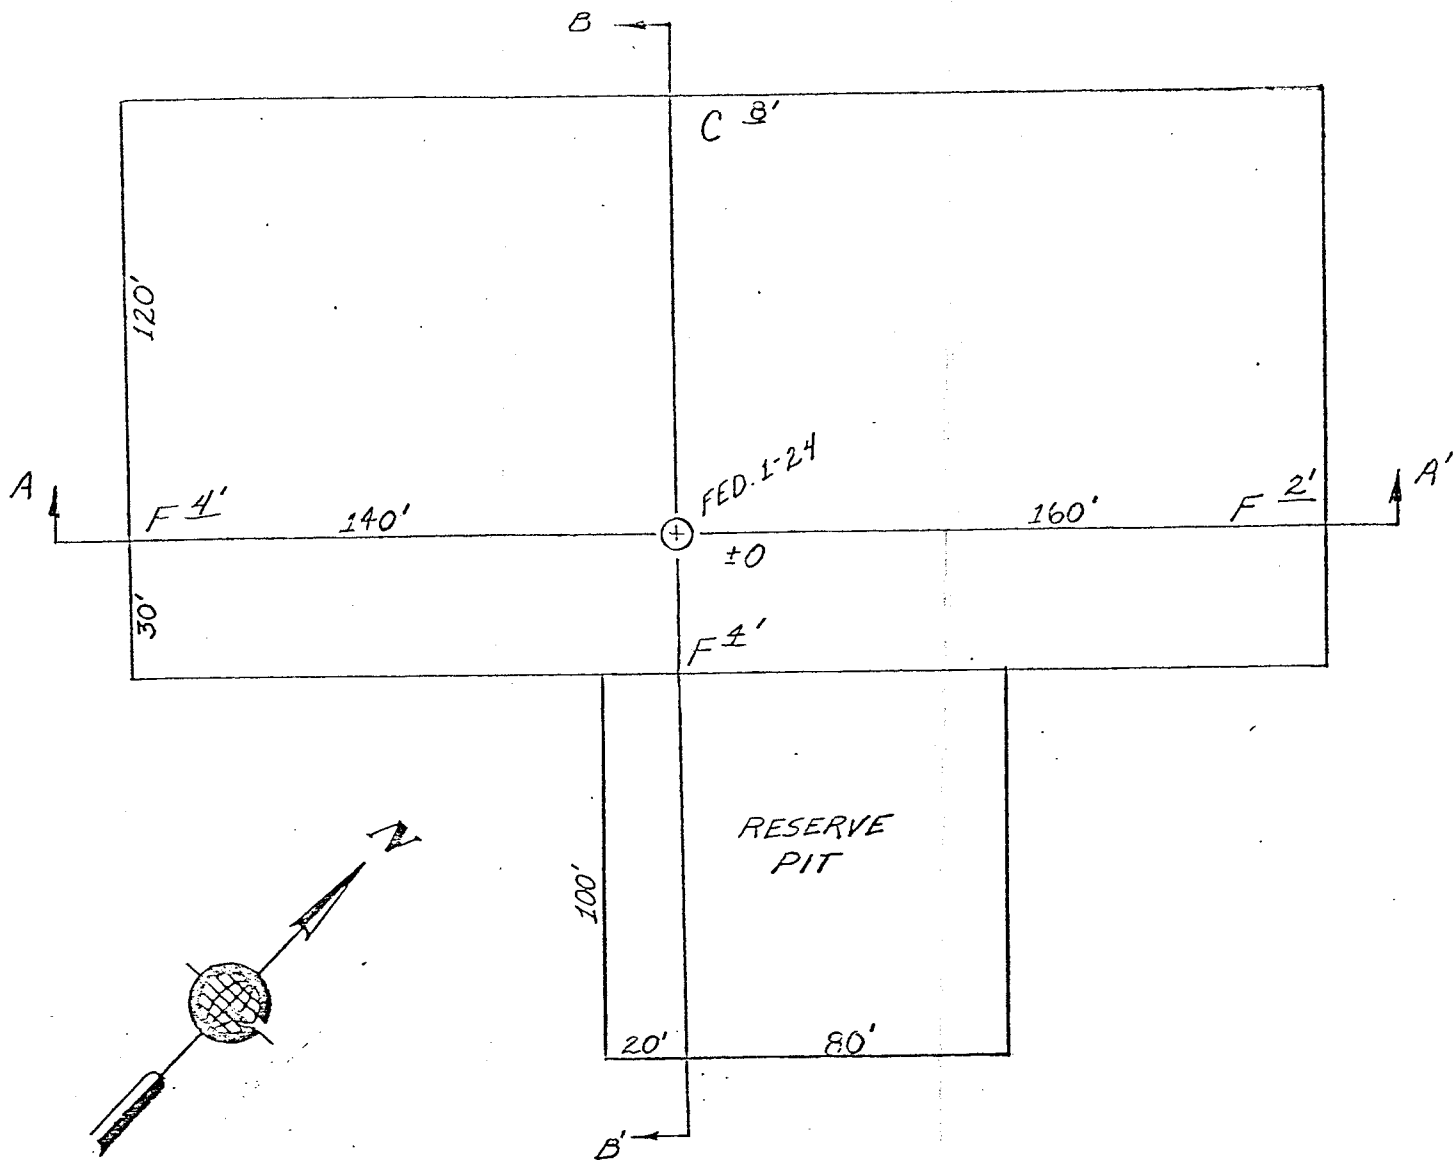 B
C 8'
120'
FED. 1-24
A
F 4'
140'
160'
F 2'
A'
±0
30'
F 4'
N
RESERVE
PIT
100'
20'
80'
B'